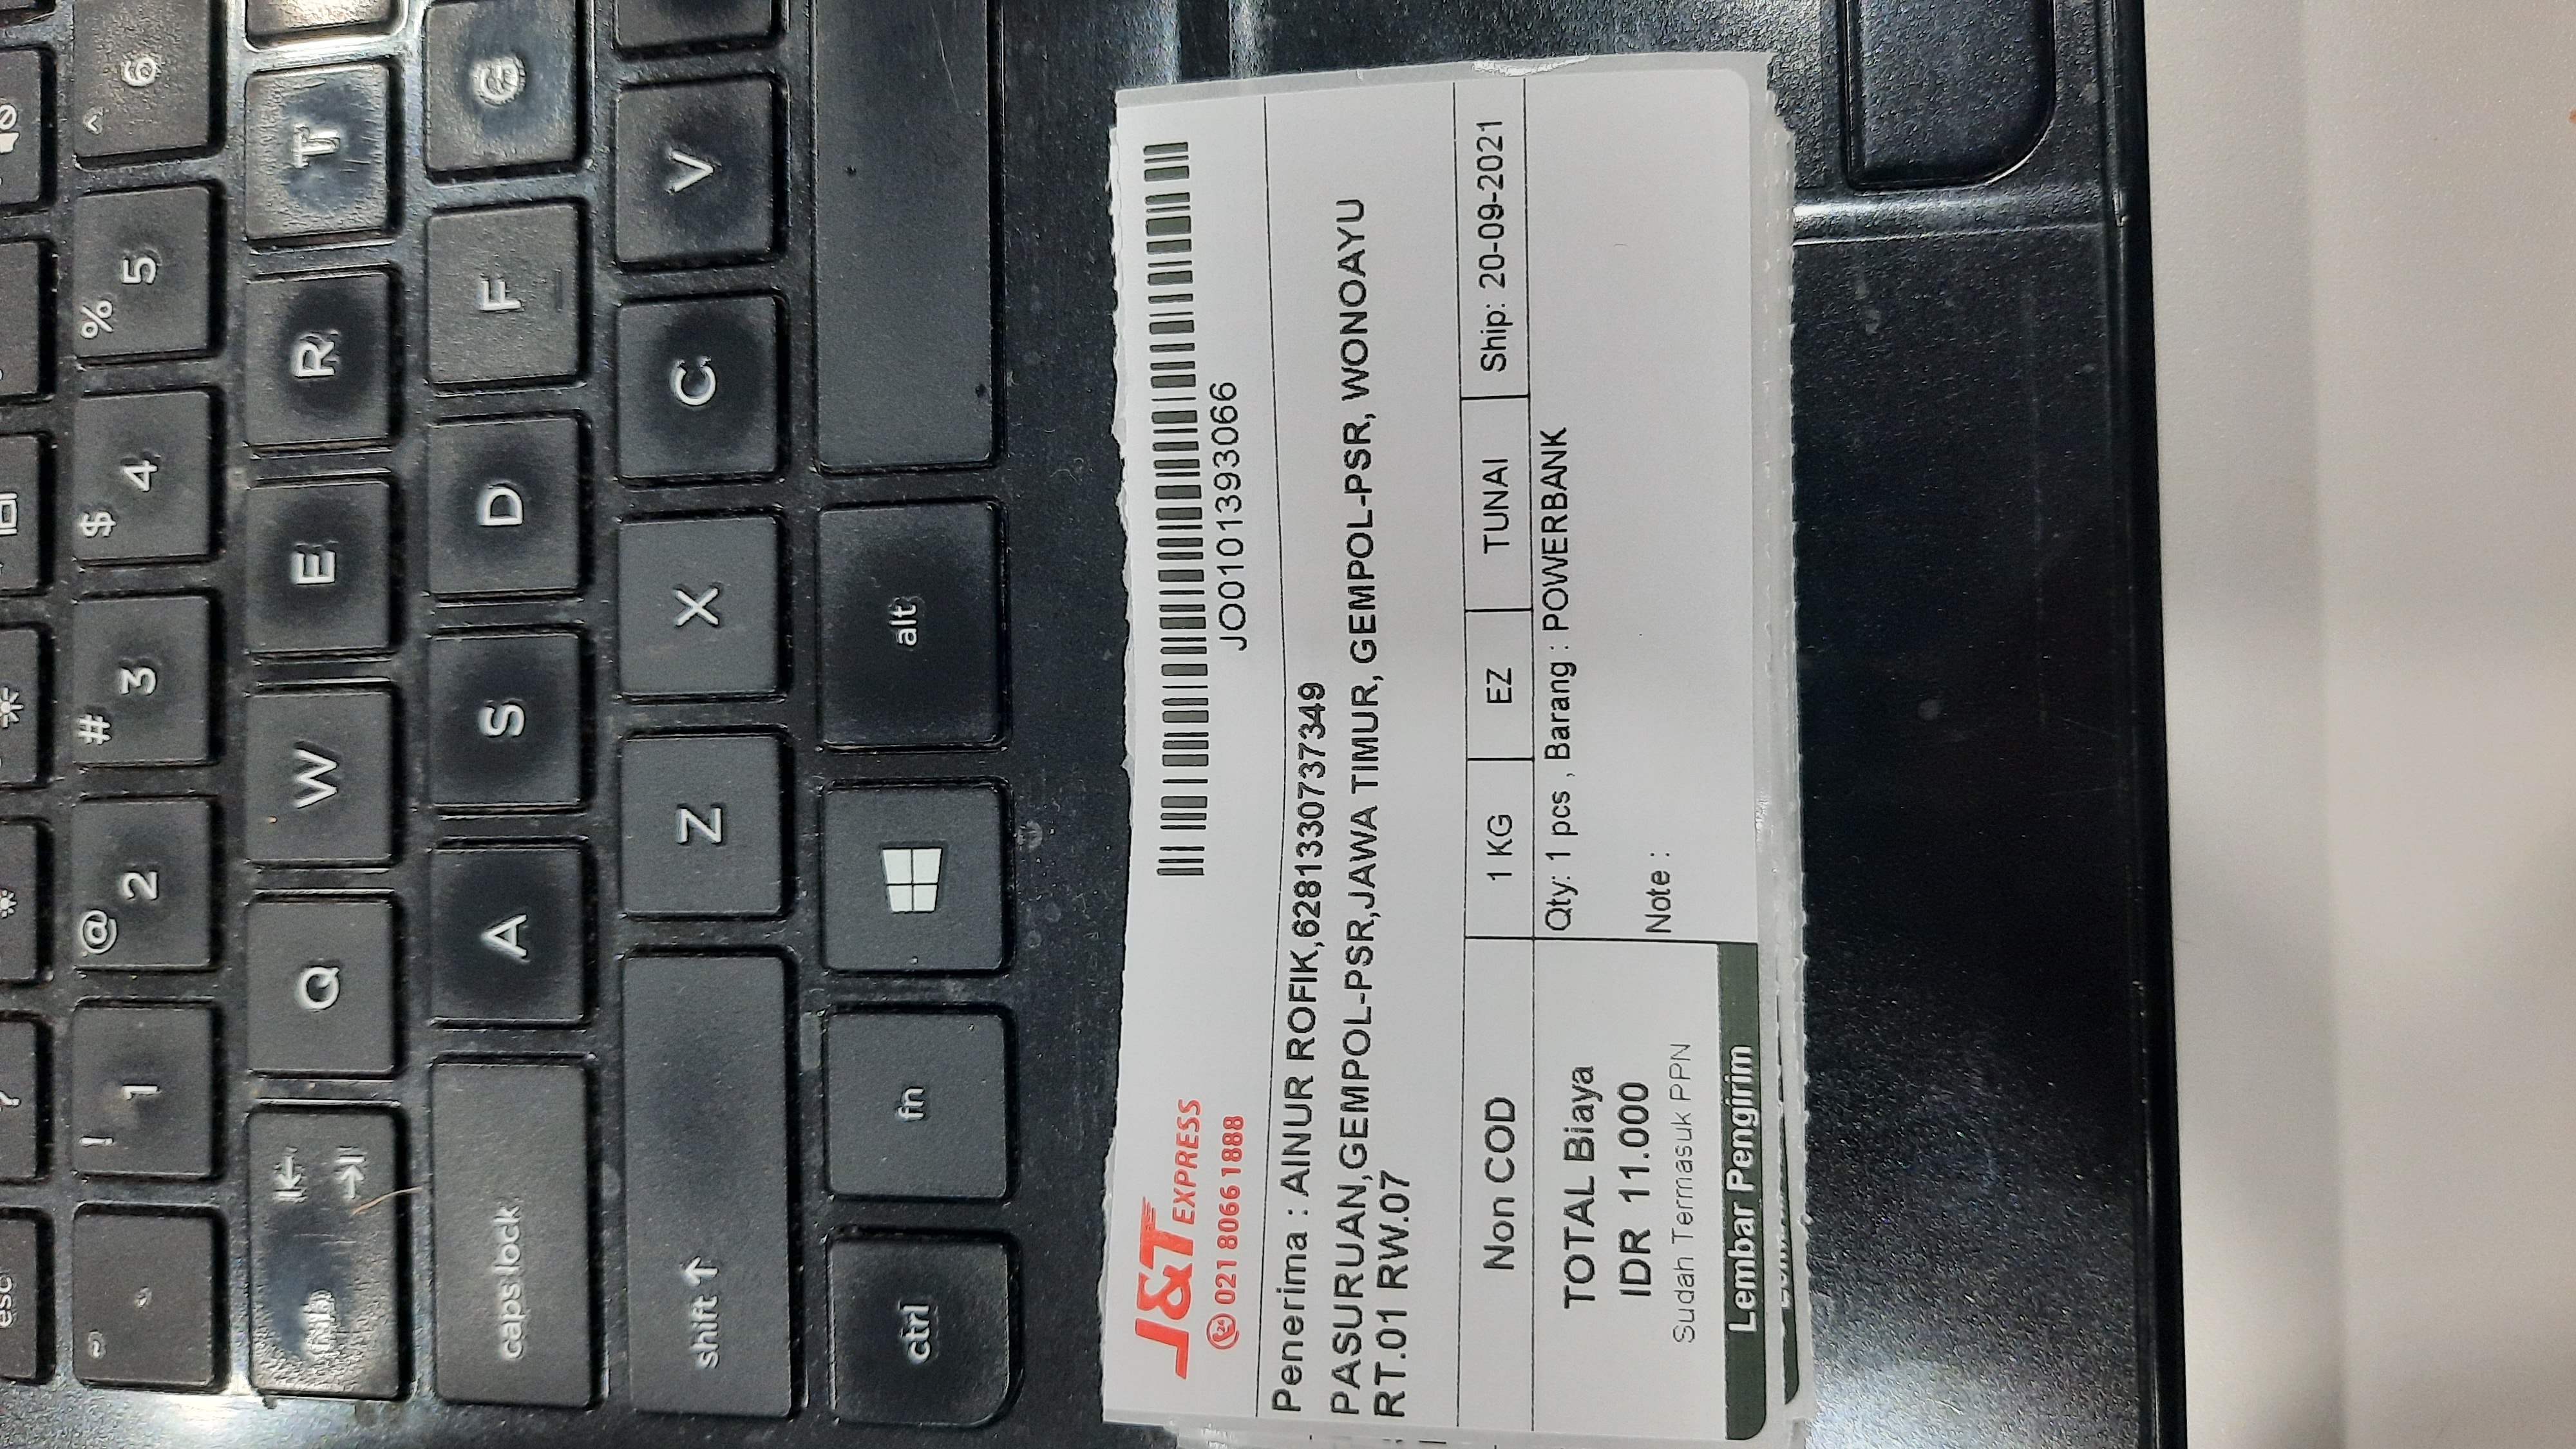 esc ?
~ ! 1 @ 2 # 3 $ 4 % 5 ^ 6
Q W E R T
caps lock A S D F G
shift ↑ Z X C V
ctrl fn alt
J&T EXPRESS
24 021 8066 1888
JO0101393066
Penerima : AINUR ROFIK,6281330737349
PASURUAN,GEMPOL-PSR,JAWA TIMUR, GEMPOL-PSR, WONOAYU
RT.01 RW.07
Non COD 1 KG EZ TUNAI Ship: 20-09-2021
TOTAL Biaya
IDR 11.000
Sudah Termasuk PPN
Lembar Pengirim
Qty: 1 pcs , Barang : POWERBANK
Note :